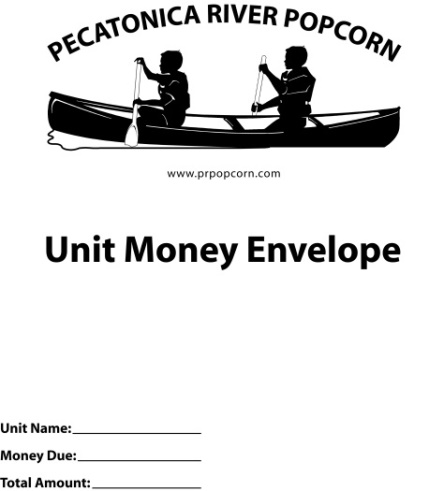 PECATONICA RIVER POPCORN
www.prpopcorn.com
Unit Money Envelope
Unit Name:
Money Due:
Total Amount: